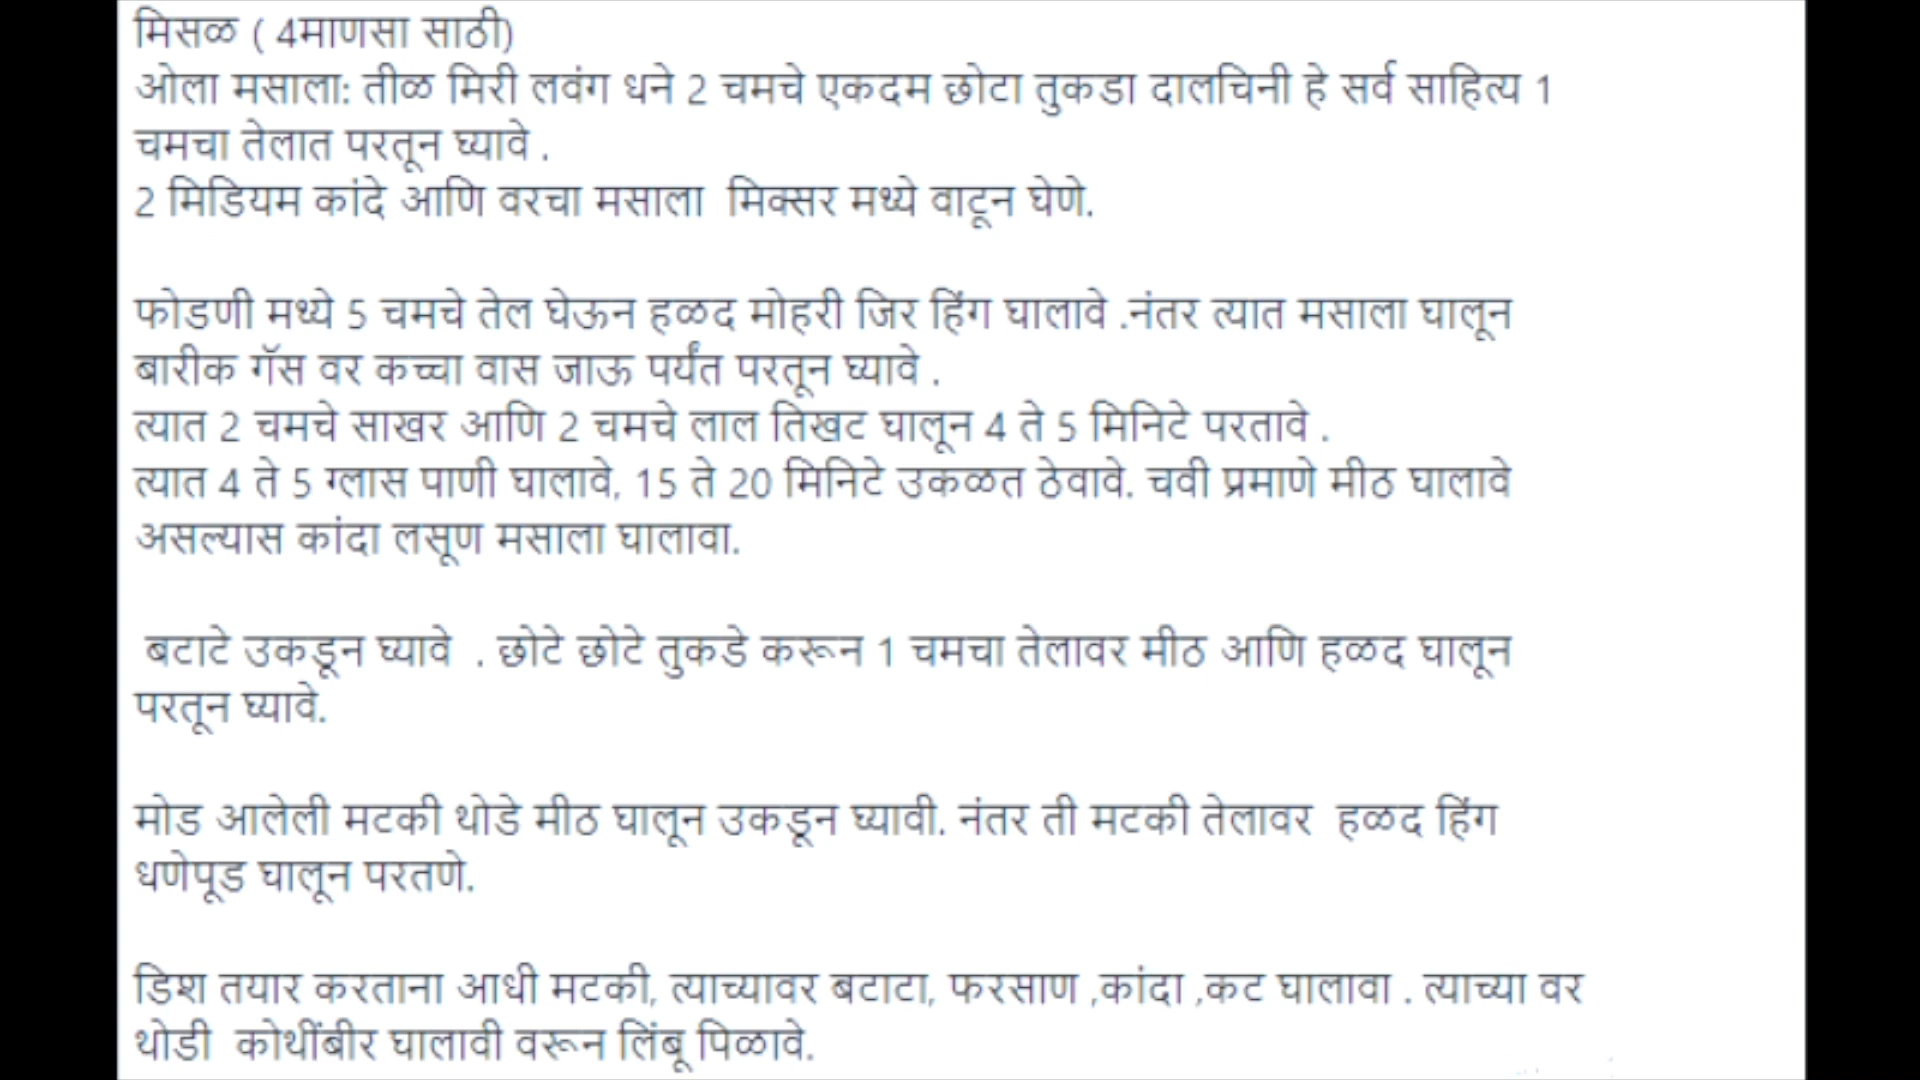 मिसळ ( 4माणसा साठी)
ओला मसाला: तीळ मिरी लवंग धने 2 चमचे एकदम छोटा तुकडा दालचिनी हे सर्व साहित्य 1
चमचा तेलात परतून घ्यावे .
2 मिडियम कांदे आणि वरचा मसाला  मिक्सर मध्ये वाटून घेणे.
फोडणी मध्ये 5 चमचे तेल घेऊन हळद मोहरी जिर हिंग घालावे .नंतर त्यात मसाला घालून
बारीक गॅस वर कच्चा वास जाऊ पर्यंत परतून घ्यावे .
त्यात 2 चमचे साखर आणि 2 चमचे लाल तिखट घालून 4 ते 5 मिनिटे परतावे .
त्यात 4 ते 5 ग्लास पाणी घालावे, 15 ते 20 मिनिटे उकळत ठेवावे. चवी प्रमाणे मीठ घालावे
असल्यास कांदा लसूण मसाला घालावा.
बटाटे उकडून घ्यावे  . छोटे छोटे तुकडे करून 1 चमचा तेलावर मीठ आणि हळद घालून
परतून घ्यावे.
मोड आलेली मटकी थोडे मीठ घालून उकडून घ्यावी. नंतर ती मटकी तेलावर  हळद हिंग
धणेपूड घालून परतणे.
डिश तयार करताना आधी मटकी, त्याच्यावर बटाटा, फरसाण ,कांदा ,कट घालावा . त्याच्या वर
थोडी  कोथींबीर घालावी वरून लिंबू पिळावे.